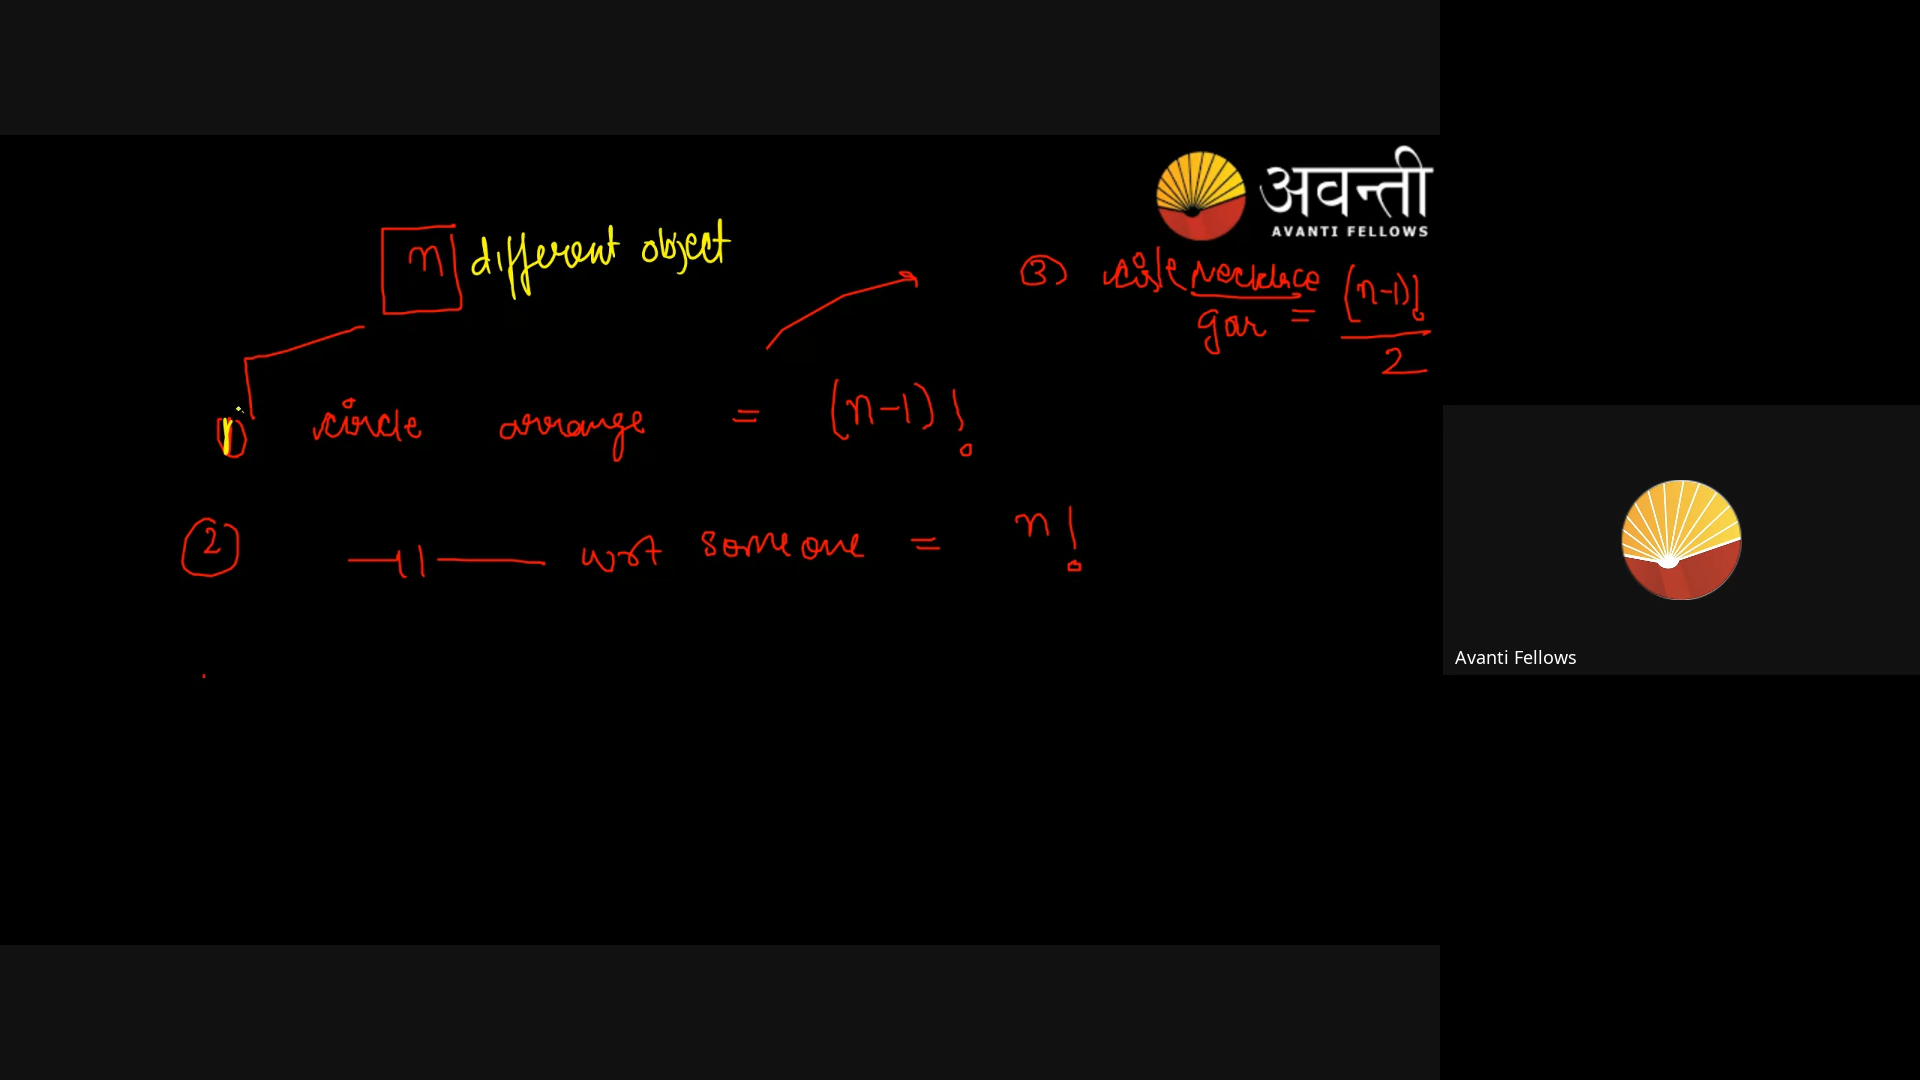 अवन्ती
AVANTI FELLOWS
n different object
③ necklace (n-1)!
gar = 2
① circle arrange = (n-1)!
② —||— wrt someone = n!
Avanti Fellows